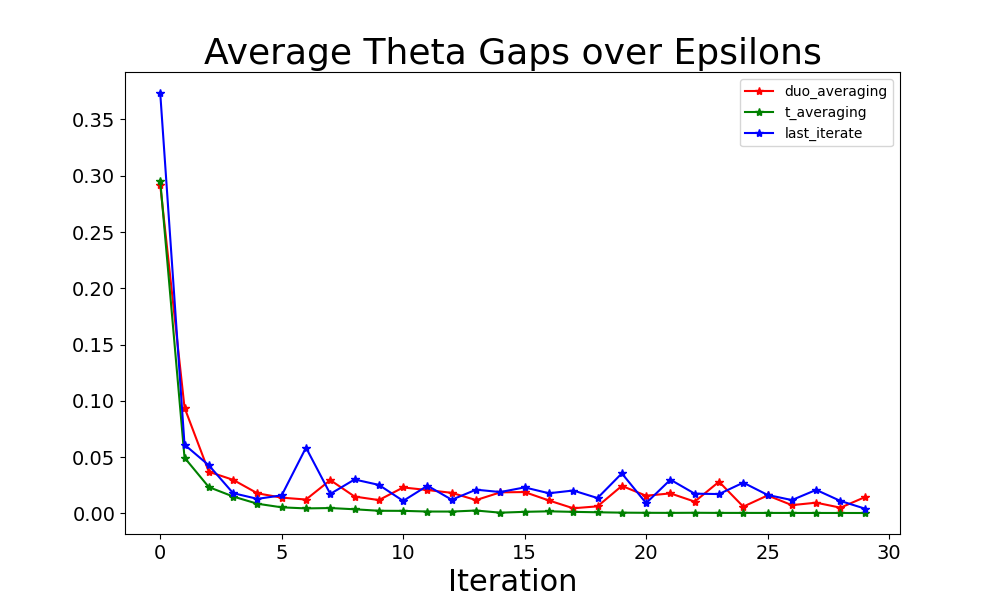 Average Theta Gaps over Epsilons
duo_averaging
t_averaging
last_iterate
0.35
0.30
0.25
0.20
0.15
0.10
0.05
0.00
0 5 10 15 20 25 30
Iteration